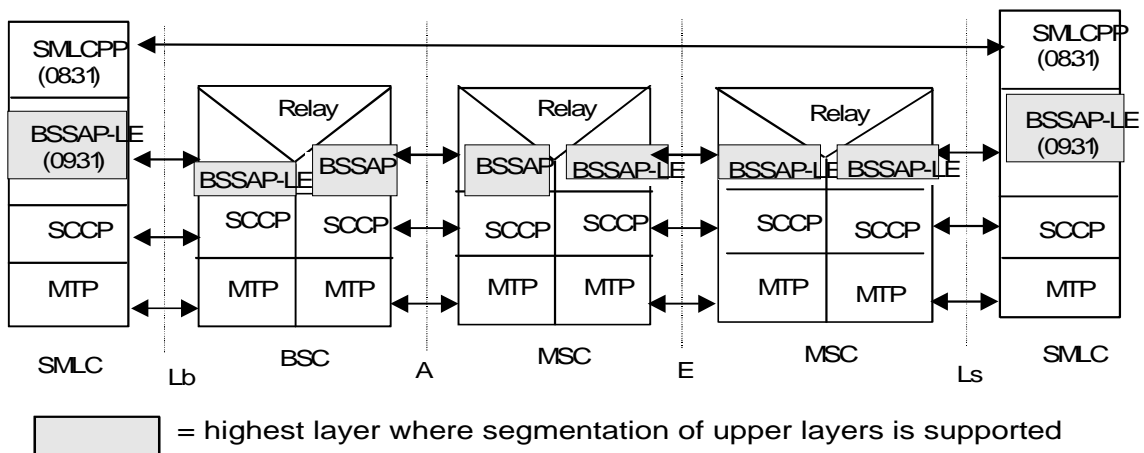 SMLCPP
(0831)
BSSAP-LE
(0931)
SCCP
MTP
SMLC
Lb
Relay
BSSAP-LE
BSSAP
SCCP
SCCP
MTP
MTP
BSC
A
Relay
BSSAP
BSSAP-LE
SCCP
SCCP
MTP
MTP
MSC
E
Relay
BSSAP-LE
BSSAP-LE
SCCP
SCCP
MTP
MTP
MSC
Ls
SMLCPP
(0831)
BSSAP-LE
(0931)
SCCP
MTP
SMLC
= highest layer where segmentation of upper layers is supported